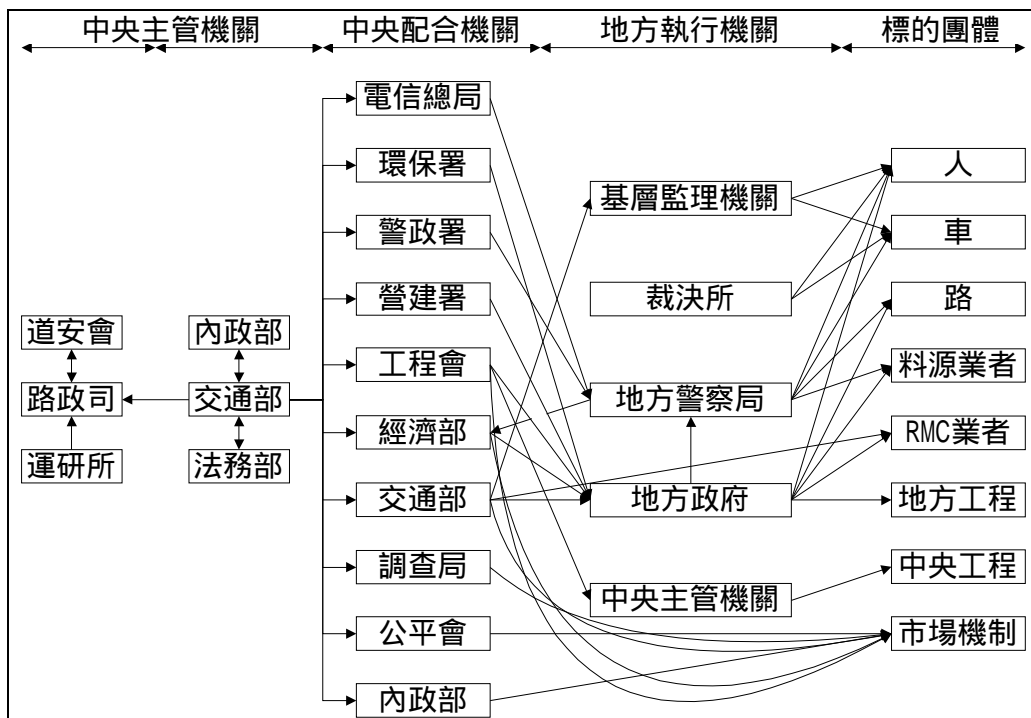 中央主管機關
中央配合機關
地方執行機關
標的團體
道安會
路政司
運研所
內政部
交通部
法務部
電信總局
環保署
警政署
營建署
工程會
經濟部
交通部
調查局
公平會
內政部
基層監理機關
裁決所
地方警察局
地方政府
中央主管機關
人
車
路
料源業者
RMC業者
地方工程
中央工程
市場機制